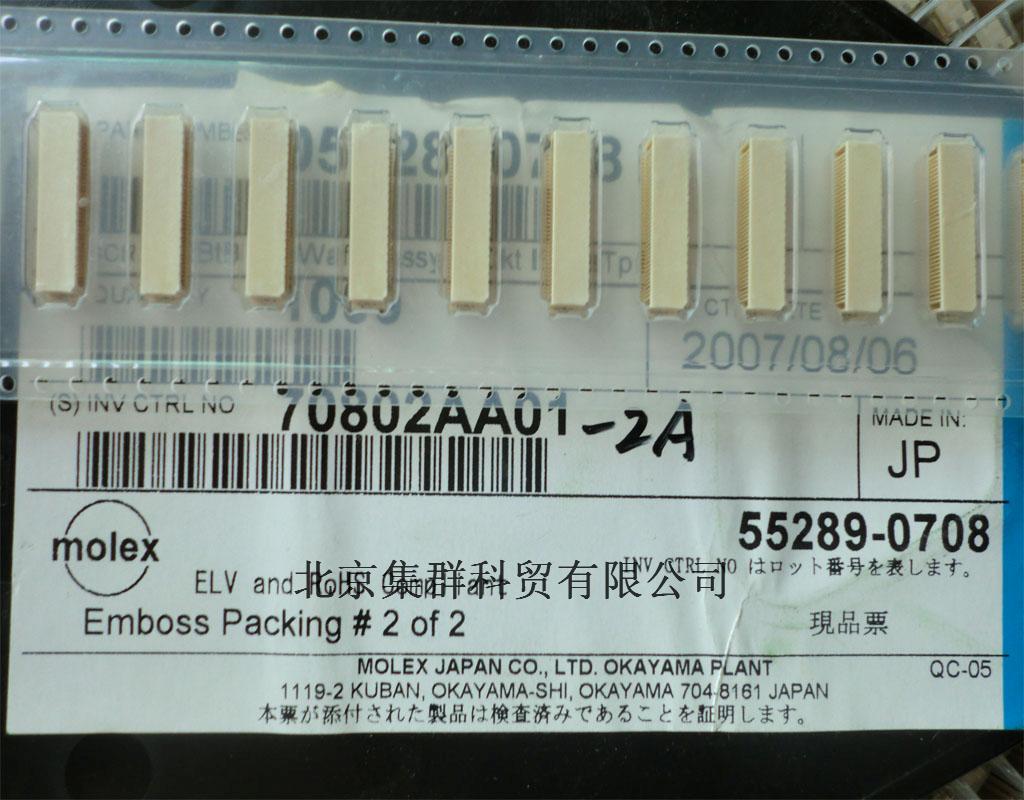 2007/08/06
(S) INV CTRL NO 70802AA01 -2A
MADE IN:
JP
molex
55289-0708
INV CTRL NO はロット番号を表します。
ELV and RoHS Compliant
北京集群科贸有限公司
Emboss Packing # 2 of 2
現品票
MOLEX JAPAN CO., LTD. OKAYAMA PLANT
QC-05
1119-2 KUBAN, OKAYAMA-SHI, OKAYAMA 704-8161 JAPAN
本票が添付された製品は検査済みであることを証明します。